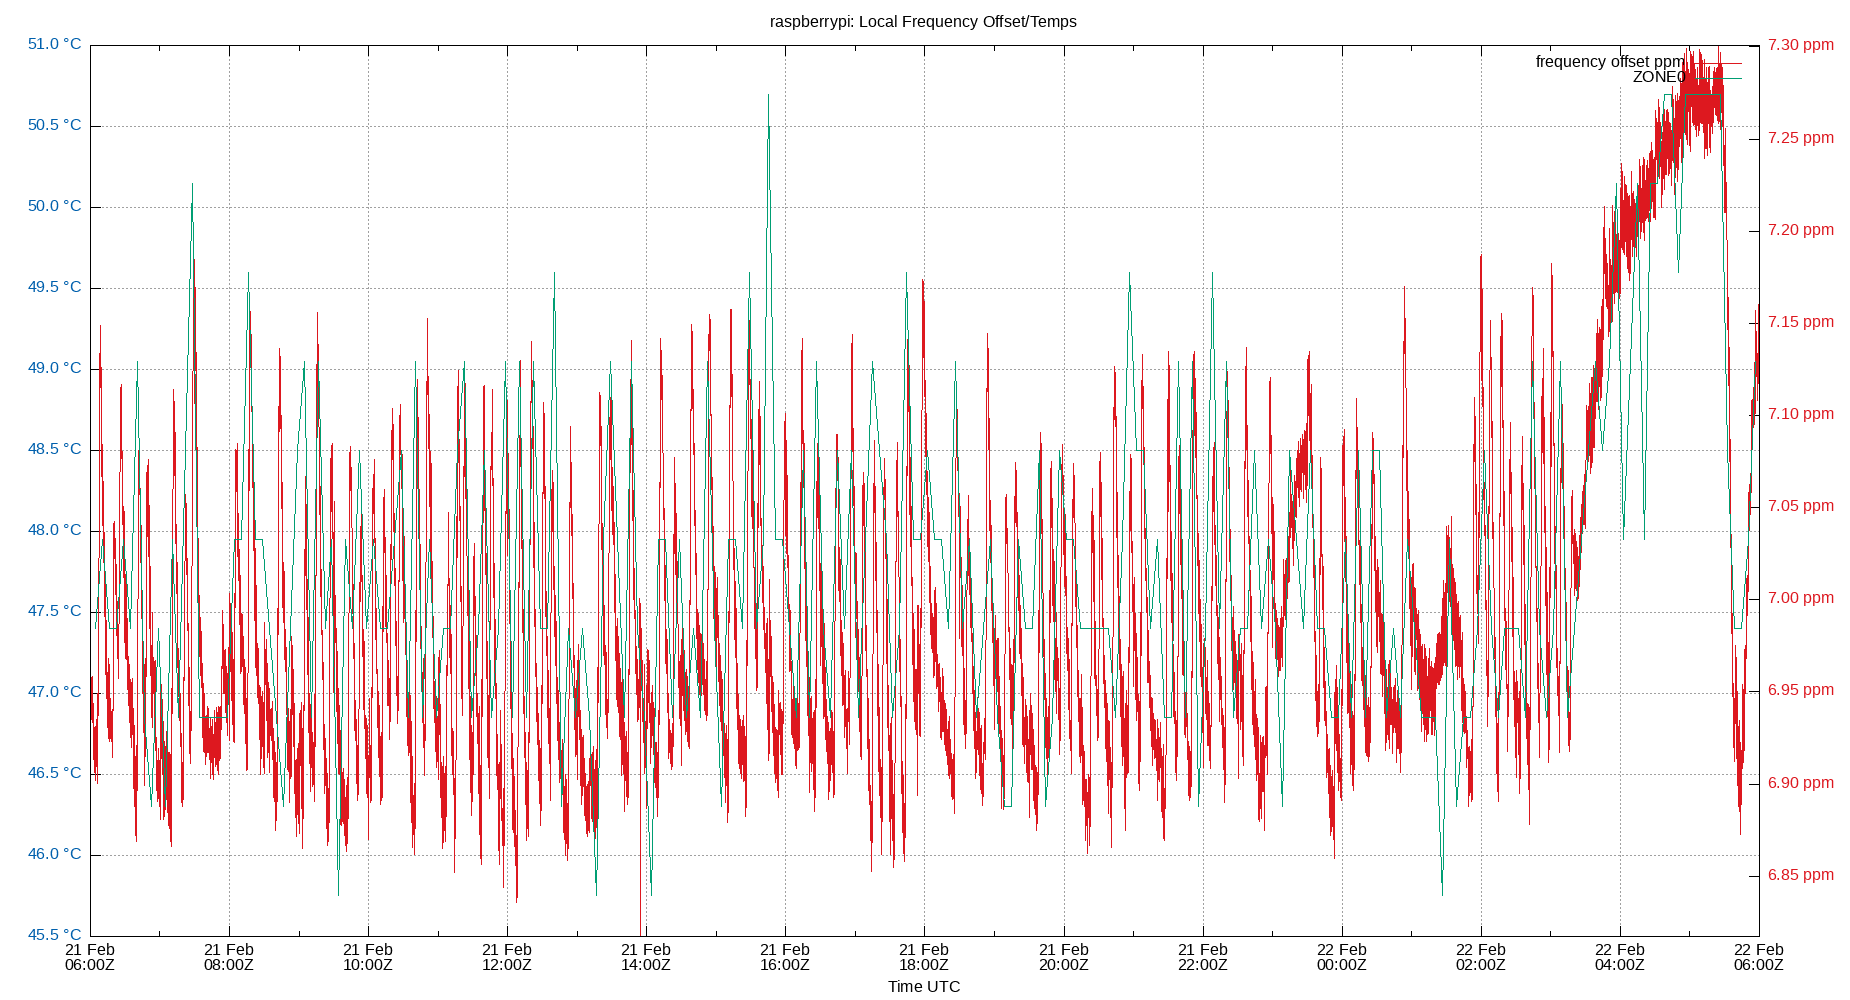 raspberrypi: Local Frequency Offset/Temps
51.0 °C
50.5 °C
50.0 °C
49.5 °C
49.0 °C
48.5 °C
48.0 °C
47.5 °C
47.0 °C
46.5 °C
46.0 °C
45.5 °C
7.30 ppm
7.25 ppm
7.20 ppm
7.15 ppm
7.10 ppm
7.05 ppm
7.00 ppm
6.95 ppm
6.90 ppm
6.85 ppm
frequency offset ppm
ZONE0
21 Feb
06:00Z
21 Feb
08:00Z
21 Feb
10:00Z
21 Feb
12:00Z
21 Feb
14:00Z
21 Feb
16:00Z
21 Feb
18:00Z
21 Feb
20:00Z
21 Feb
22:00Z
22 Feb
00:00Z
22 Feb
02:00Z
22 Feb
04:00Z
22 Feb
06:00Z
Time UTC